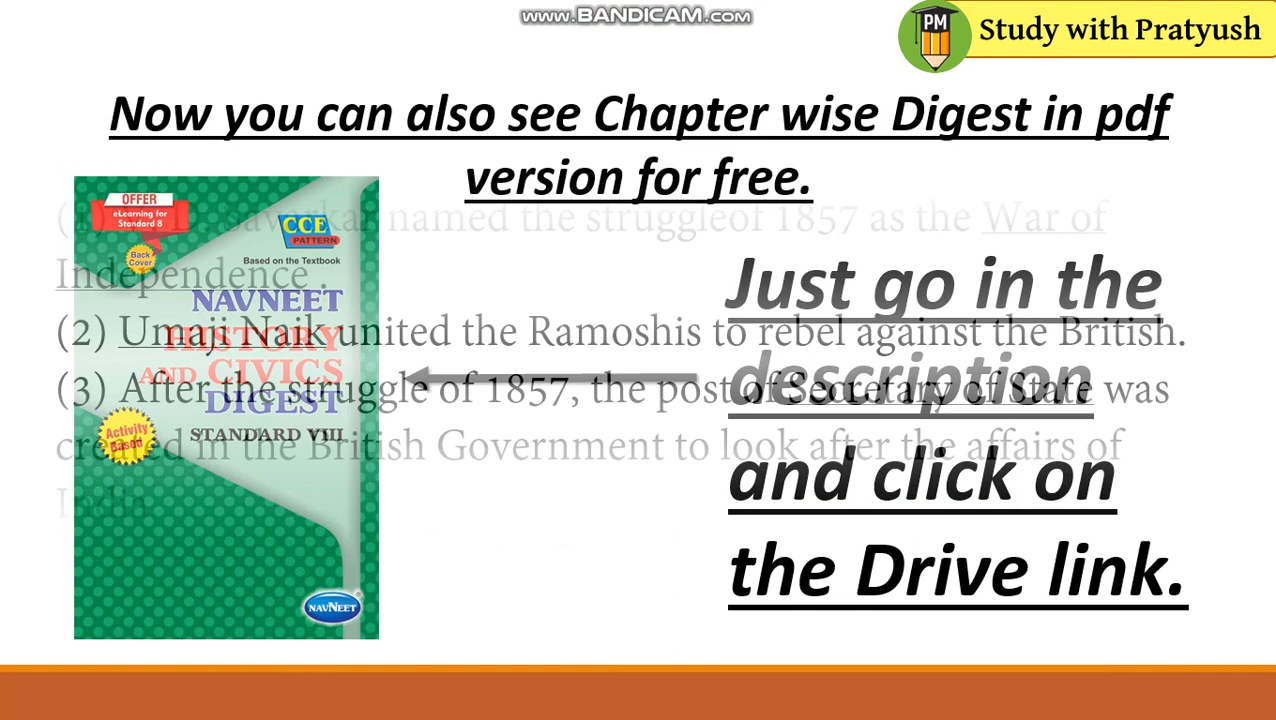 www.BANDICAM.com
PM
Study with Pratyush
Now you can also see Chapter wise Digest in pdf
version for free.
OFFER
eLearning for
Standard 8
Back
Cover
CCE
PATTERN
Based on the Textbook
NAVNEET
HISTORY
AND CIVICS
DIGEST
STANDARD VIII
Activity
Based
NAVNEET
Savarkar named the struggle of 1857 as the War of
Independence .
(2) Umaji Naik united the Ramoshis to rebel against the British.
(3) After the struggle of 1857, the post of Secretary of State was
created in the British Government to look after the affairs of
India.
Just go in the
description
and click on
the Drive link.